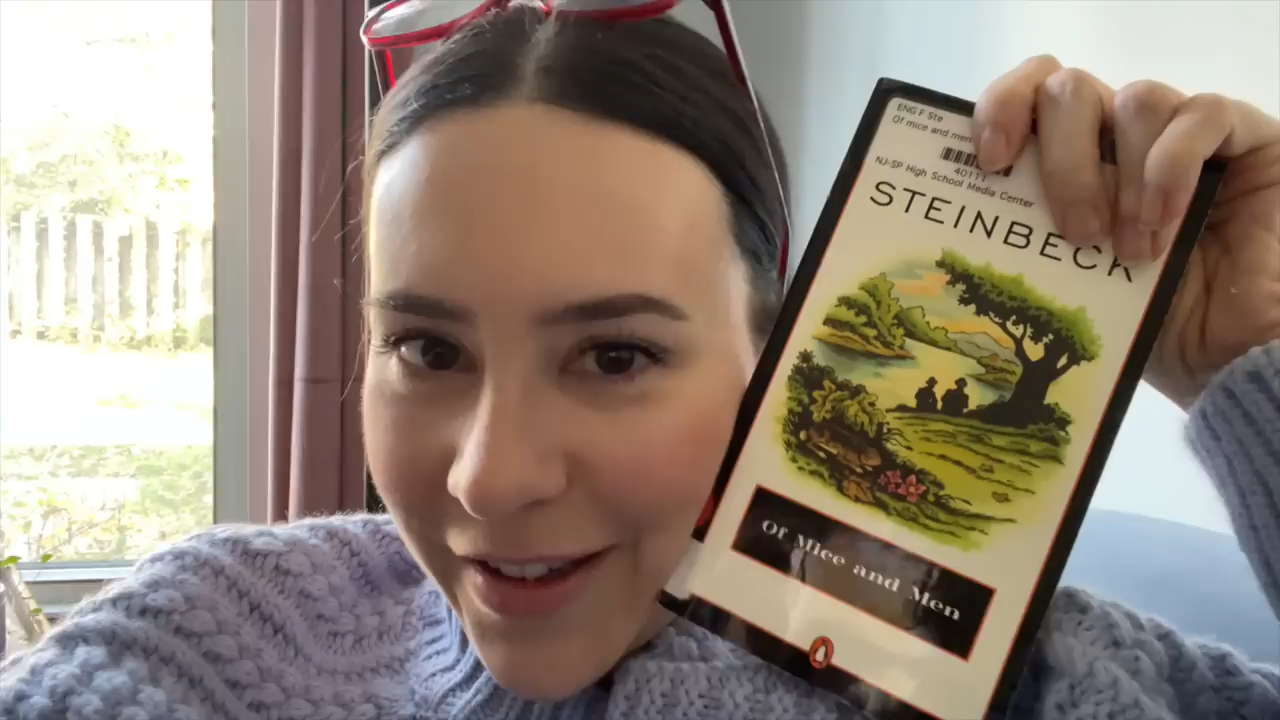 ENG F Ste
Of mice and men
40111
NJ-SP High School Media Center
STEINBECK
Of Mice and Men